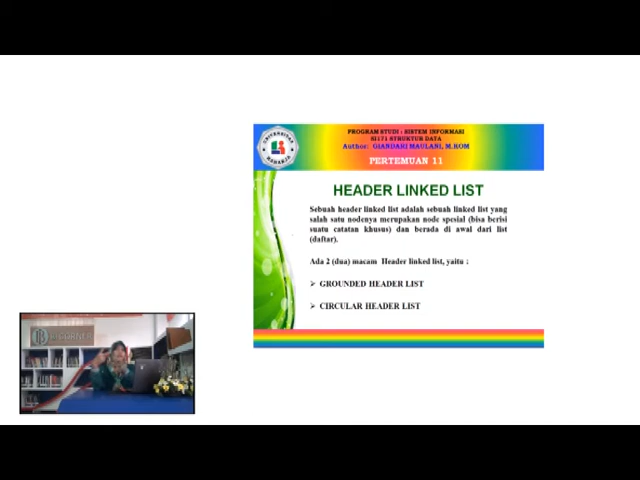 PROGRAM STUDI : SISTEM INFORMASI
SI171 STRUKTUR DATA
Author: GIANDARI MAULANI, M.KOM
PERTEMUAN 11
UNIVERSITAS
RAHARJA
HEADER LINKED LIST
Sebuah header linked list adalah sebuah linked list yang
salah satu nodenya merupakan node spesial (bisa berisi
suatu catatan khusus) dan berada di awal dari list
(daftar).
Ada 2 (dua) macam Header linked list, yaitu :
➢ GROUNDED HEADER LIST
➢ CIRCULAR HEADER LIST
CORNER